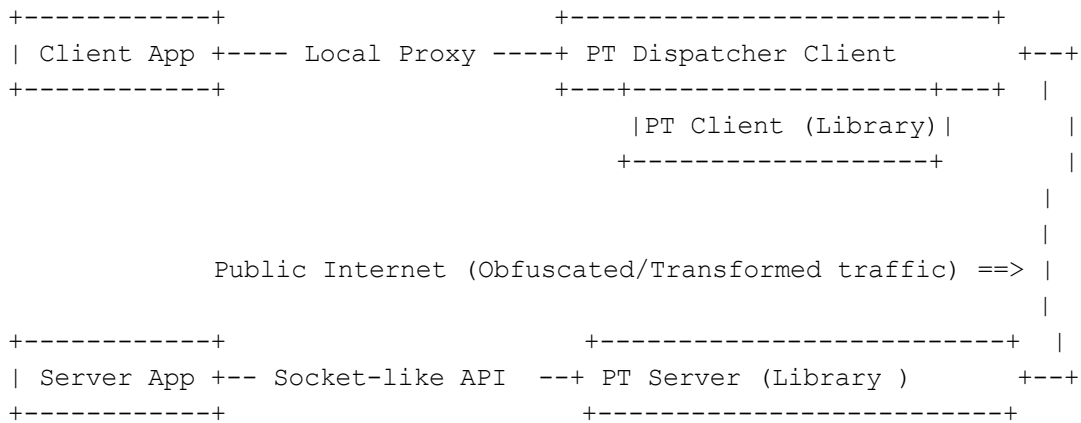 +------------+                    +---------------------------+
| Client App +---- Local Proxy ----+ PT Dispatcher Client       +--+
+------------+                    +---+-------------------+---+  |
|PT Client (Library)|       |
+-------------------+       |
|
|
Public Internet (Obfuscated/Transformed traffic) ==> |
|
+------------+                      +--------------------------+  |
| Server App +-- Socket-like API  --+ PT Server (Library )      +--+
+------------+                      +--------------------------+